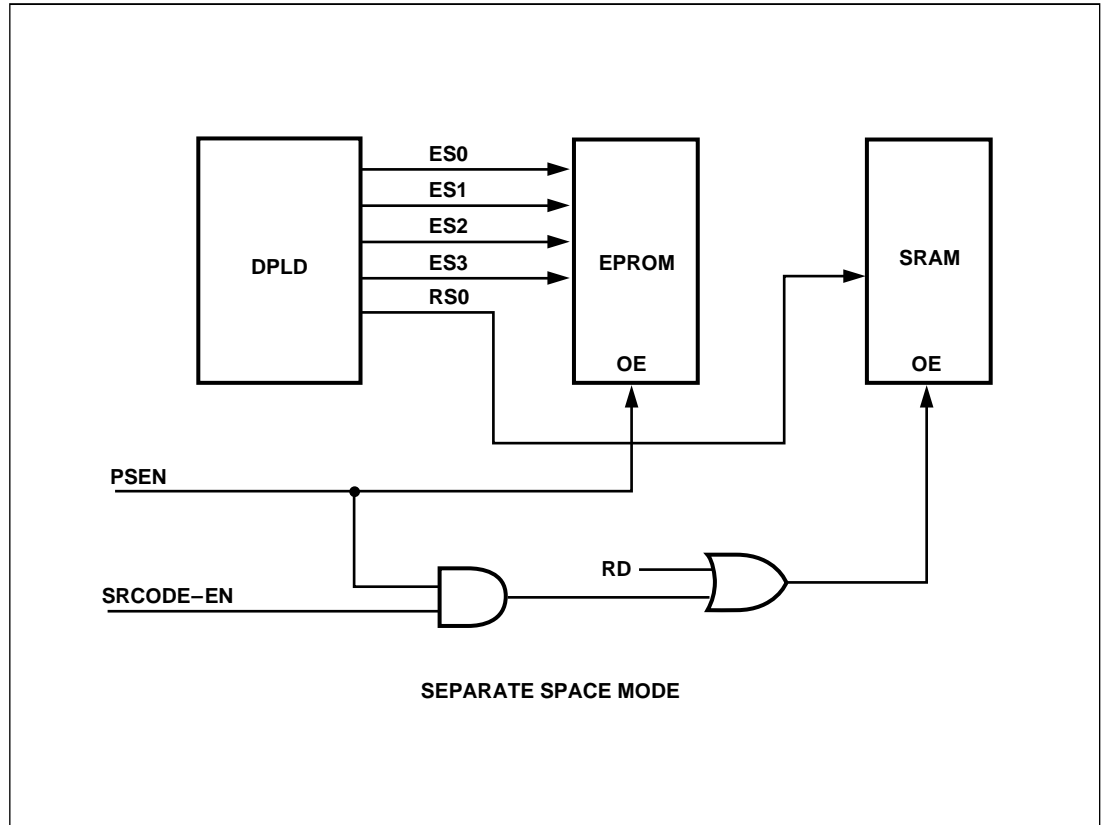 ES0
ES1
ES2
ES3
RS0
DPLD
EPROM
SRAM
OE
OE
PSEN
RD
SRCODE–EN
SEPARATE SPACE MODE